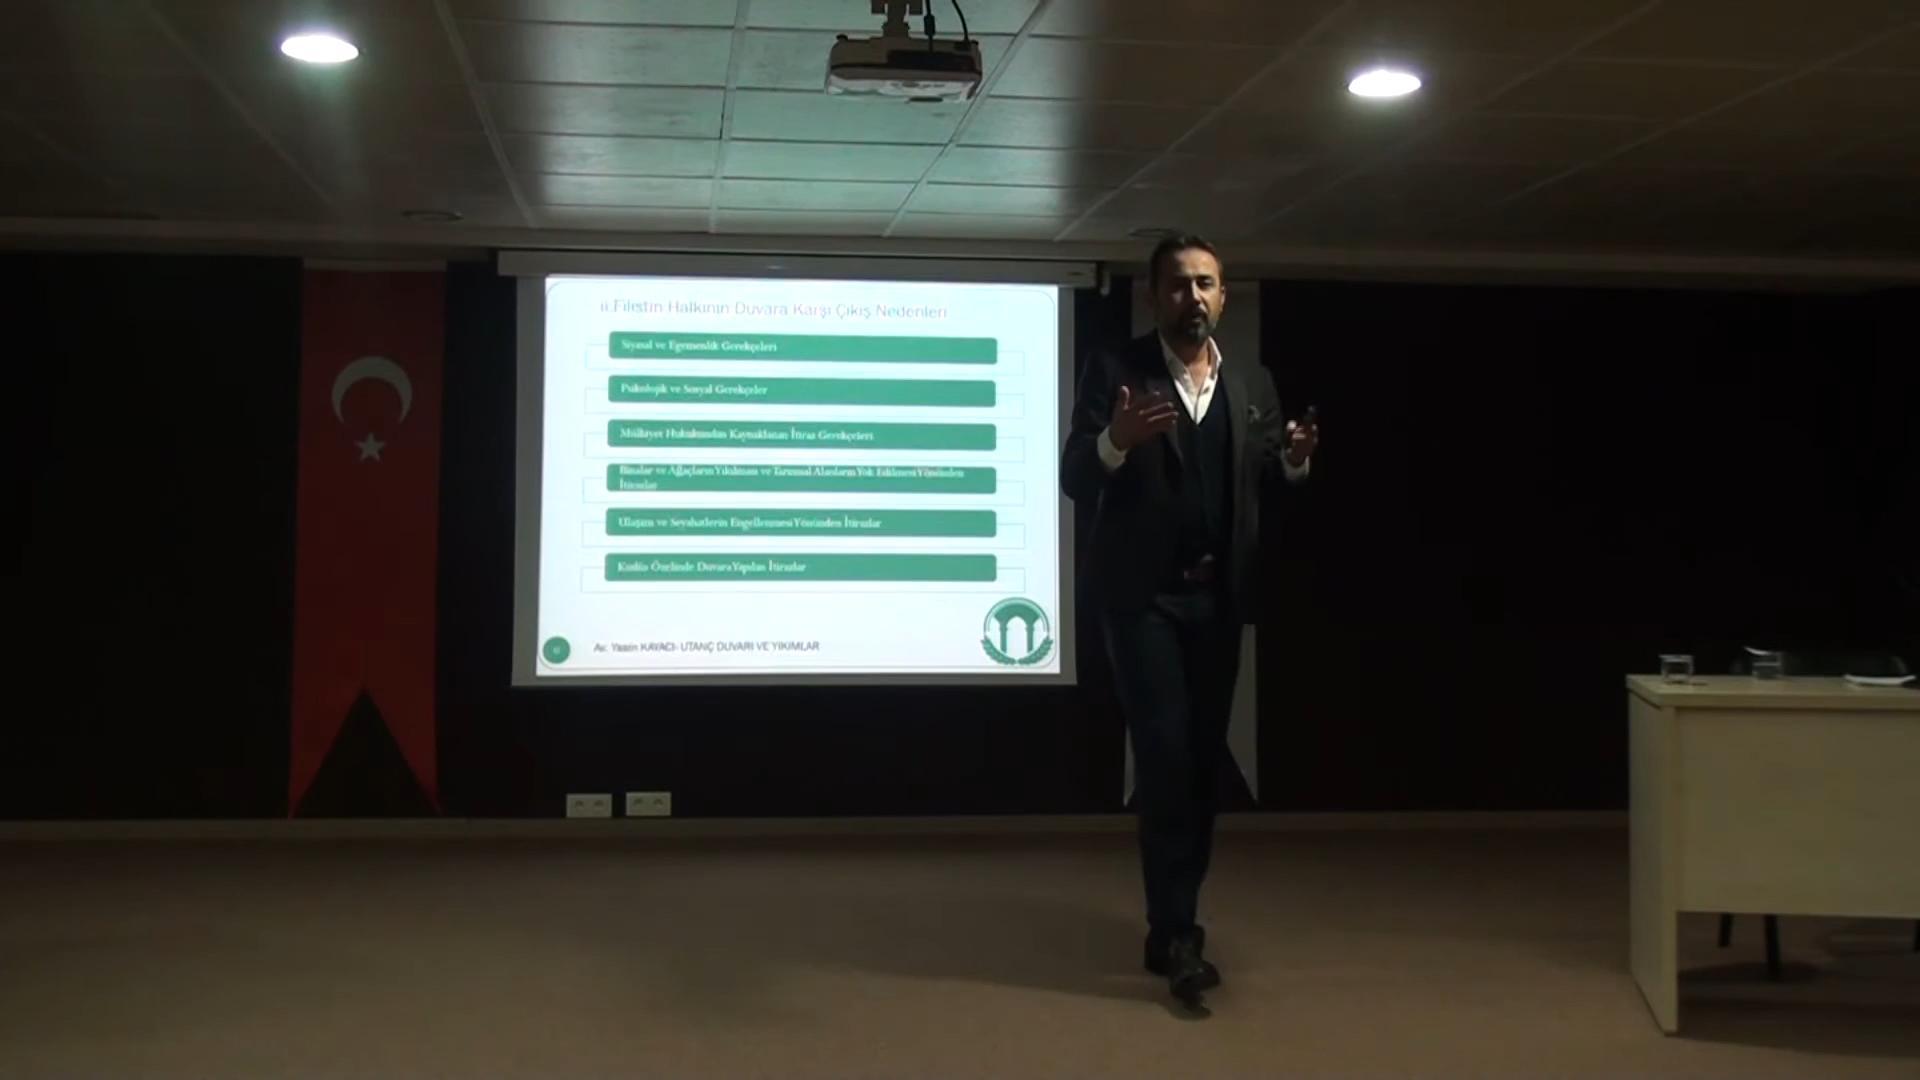 ii.Filistin Halkının Duvara Karşı Çıkış Nedenleri
Siyasal ve Egemenlik Gerekçeleri
Psikolojik ve Sosyal Gerekçeler
Mülkiyet Hukukundan Kaynaklanan İtiraz Gerekçeleri
Binalar ve Ağaçların Yıkılması ve Tarımsal Alanların Yok Edilmesi Yönünden
İtirazlar
Ulaşım ve Seyahatlerin Engellenmesi Yönünden İtirazlar
Kudüs Özelinde Duvara Yapılan İtirazlar
Av. Yasin KAVACI- UTANÇ DUVARI VE YIKIMLAR